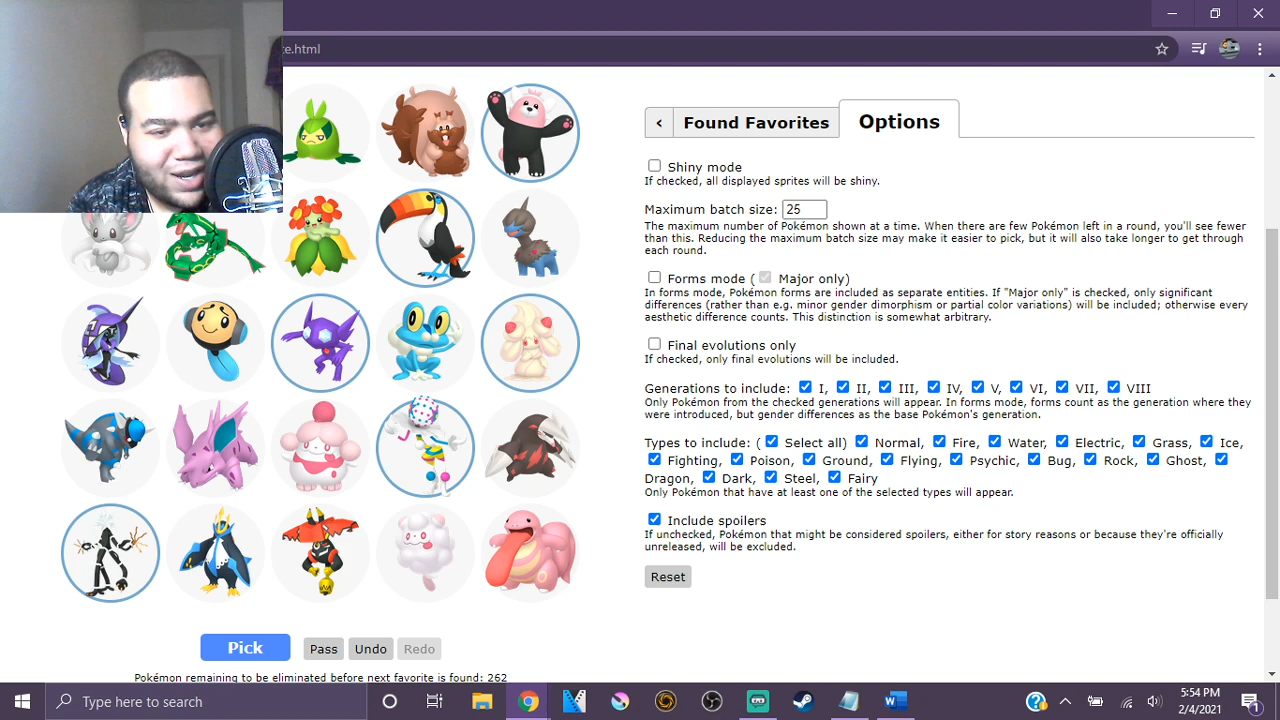 te.html
‹ Found Favorites Options
Shiny mode
If checked, all displayed sprites will be shiny.
Maximum batch size: 25
The maximum number of Pokémon shown at a time. When there are few Pokémon left in a round, you'll see fewer
than this. Reducing the maximum batch size may make it easier to pick, but it will also take longer to get through
each round.
Forms mode ( Major only)
In forms mode, Pokémon forms are included as separate entities. If "Major only" is checked, only significant
differences (rather than e.g. minor gender dimorphism or partial color variations) will be included; otherwise every
aesthetic difference counts. This distinction is somewhat arbitrary.
Final evolutions only
If checked, only final evolutions will be included.
Generations to include: I, II, III, IV, V, VI, VII, VIII
Only Pokémon from the checked generations will appear. In forms mode, forms count as the generation where they
were introduced, but gender differences as the base Pokémon's generation.
Types to include: ( Select all) Normal, Fire, Water, Electric, Grass, Ice,
Fighting, Poison, Ground, Flying, Psychic, Bug, Rock, Ghost,
Dragon, Dark, Steel, Fairy
Only Pokémon that have at least one of the selected types will appear.
Include spoilers
If unchecked, Pokémon that might be considered spoilers, either for story reasons or because they're officially
unreleased, will be excluded.
Reset
Pick Pass Undo Redo
Pokémon remaining to be eliminated before next favorite is found: 262
Type here to search
5:54 PM
2/4/2021
1